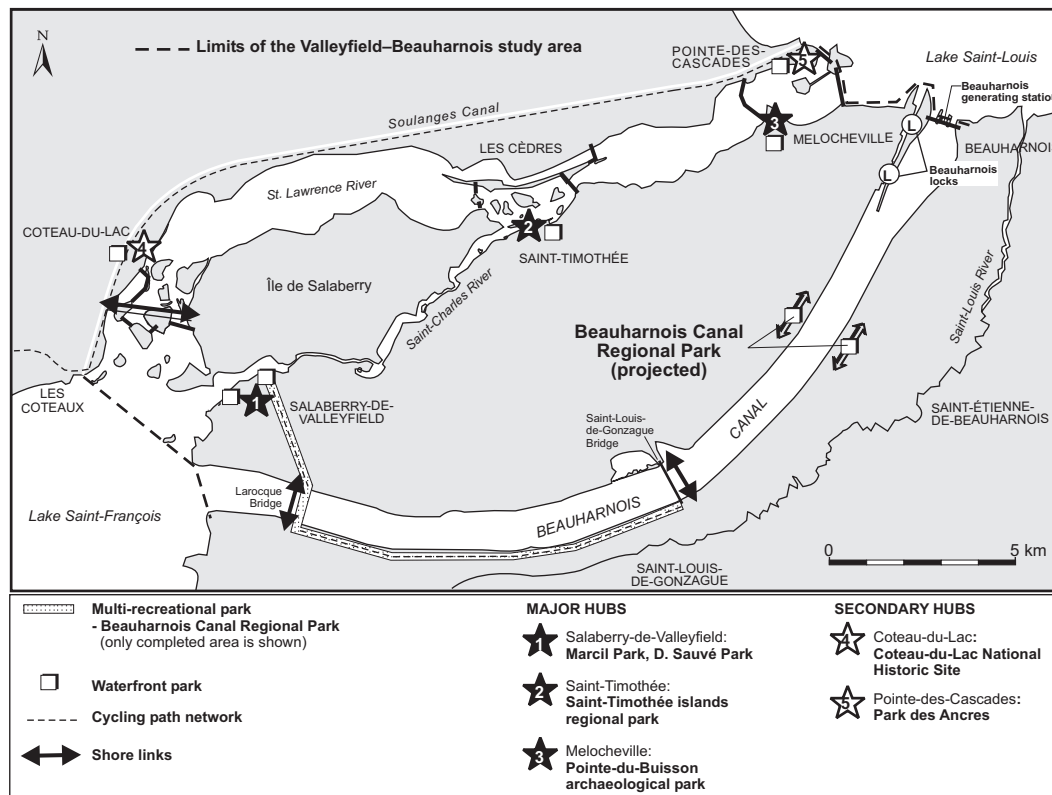 N
Limits of the Valleyfield–Beauharnois study area
POINTE-DES-
CASCADES
5
Lake Saint-Louis
Beauharnois
generating station
Soulanges Canal
3
MELOCHEVILLE
L
BEAUHARNOIS
LES CÈDRES
L
Beauharnois
locks
St. Lawrence River
COTEAU-DU-LAC
4
2
SAINT-TIMOTHÉE
Île de Salaberry
Saint-Charles River
Saint-Louis River
Beauharnois Canal
Regional Park
(projected)
LES
COTEAUX
1
SALABERRY-DE-
VALLEYFIELD
Saint-Louis-
de-Gonzague
Bridge
CANAL
SAINT-ÉTIENNE-
DE-BEAUHARNOIS
Larocque
Bridge
Lake Saint-François
BEAUHARNOIS
SAINT-LOUIS-
DE-GONZAGUE
0 5 km
Multi-recreational park
- Beauharnois Canal Regional Park
(only completed area is shown)
Waterfront park
Cycling path network
Shore links
MAJOR HUBS
1
Salaberry-de-Valleyfield:
Marcil Park, D. Sauvé Park
2
Saint-Timothée:
Saint-Timothée islands
regional park
3
Melocheville:
Pointe-du-Buisson
archaeological park
SECONDARY HUBS
4
Coteau-du-Lac:
Coteau-du-Lac National
Historic Site
5
Pointe-des-Cascades:
Park des Ancres